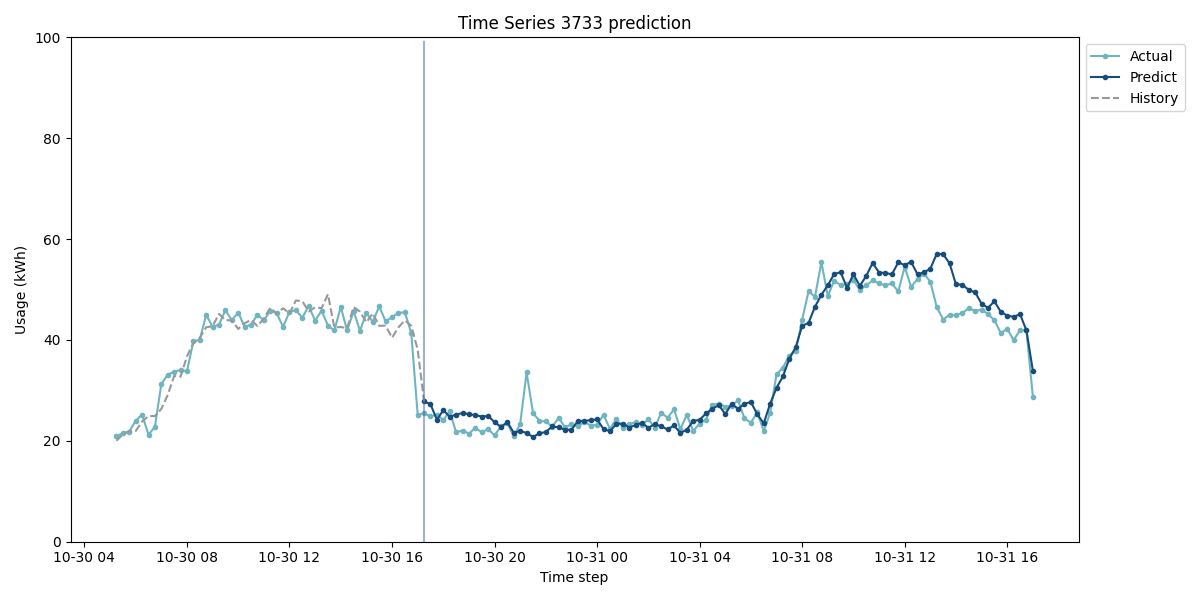 Time Series 3733 prediction
100
80
60
40
20
0
Usage (kWh)
10-30 04 10-30 08 10-30 12 10-30 16 10-30 20 10-31 00 10-31 04 10-31 08 10-31 12 10-31 16
Time step
Actual
Predict
History